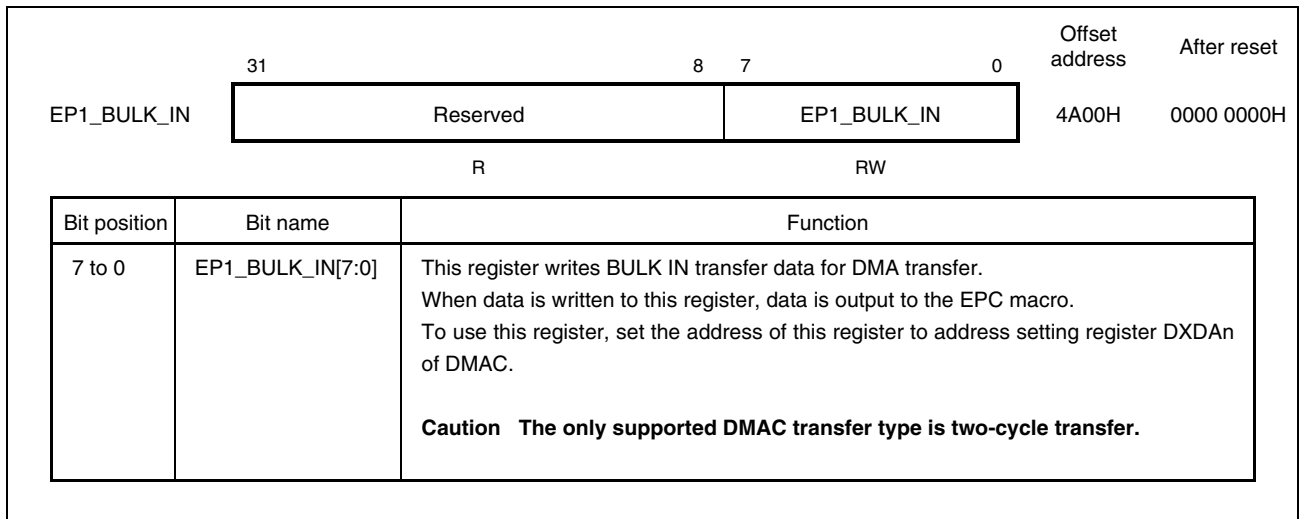 Offset address
After reset
31 8 7 0
EP1_BULK_IN Reserved EP1_BULK_IN 4A00H 0000 0000H
R RW
Bit position Bit name Function
7 to 0 EP1_BULK_IN[7:0] This register writes BULK IN transfer data for DMA transfer.
When data is written to this register, data is output to the EPC macro.
To use this register, set the address of this register to address setting register DXDAn
of DMAC.
Caution The only supported DMAC transfer type is two-cycle transfer.